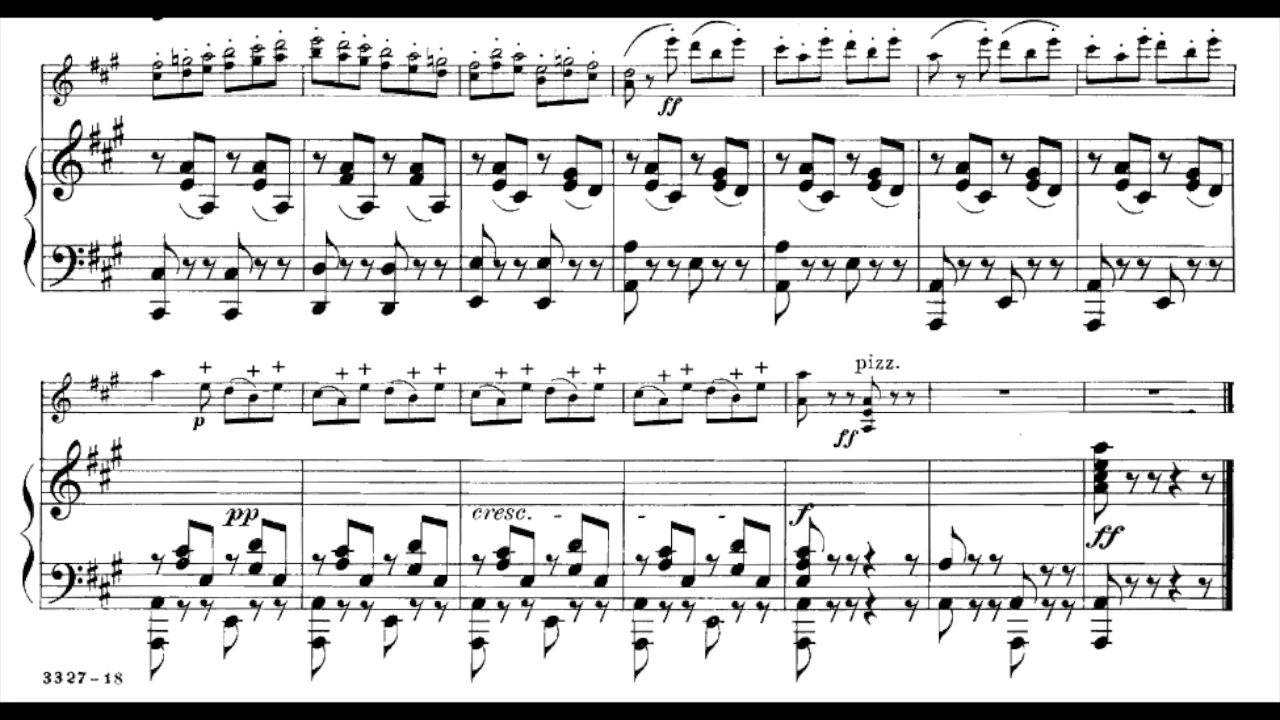 ff
pizz.
p
ff
pp
cresc. - - -
f
ff
3327-18